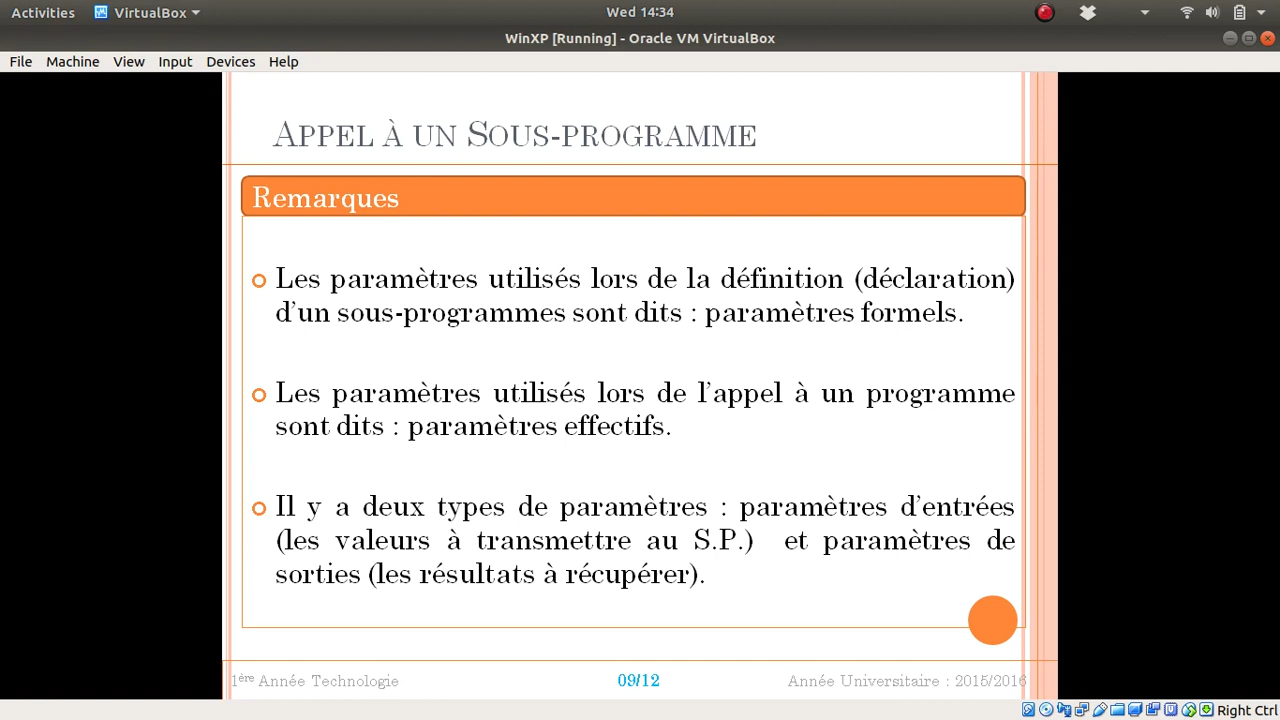 Activities VirtualBox Wed 14:34
WinXP [Running] - Oracle VM VirtualBox
File Machine View Input Devices Help
Appel à un Sous-programme
Remarques
Les paramètres utilisés lors de la définition (déclaration)
d'un sous-programmes sont dits : paramètres formels.
Les paramètres utilisés lors de l'appel à un programme
sont dits : paramètres effectifs.
Il y a deux types de paramètres : paramètres d'entrées
(les valeurs à transmettre au S.P.) et paramètres de
sorties (les résultats à récupérer).
1ère Année Technologie 09/12 Année Universitaire : 2015/2016
Right Ctrl